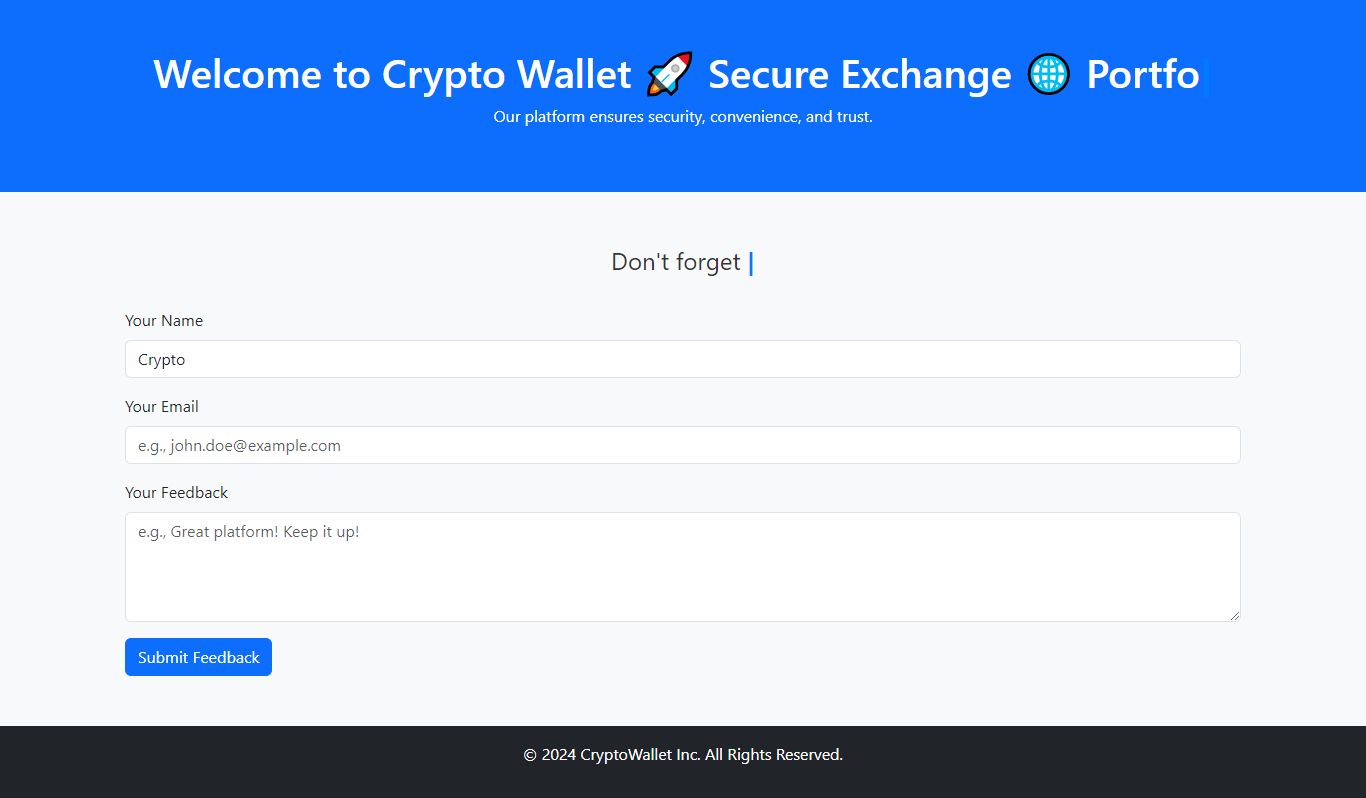 Welcome to Crypto Wallet 🚀 Secure Exchange 🌐 Portfo
Our platform ensures security, convenience, and trust.
Don't forget
Your Name
Crypto
Your Email
e.g., john.doe@example.com
Your Feedback
e.g., Great platform! Keep it up!
Submit Feedback
© 2024 CryptoWallet Inc. All Rights Reserved.